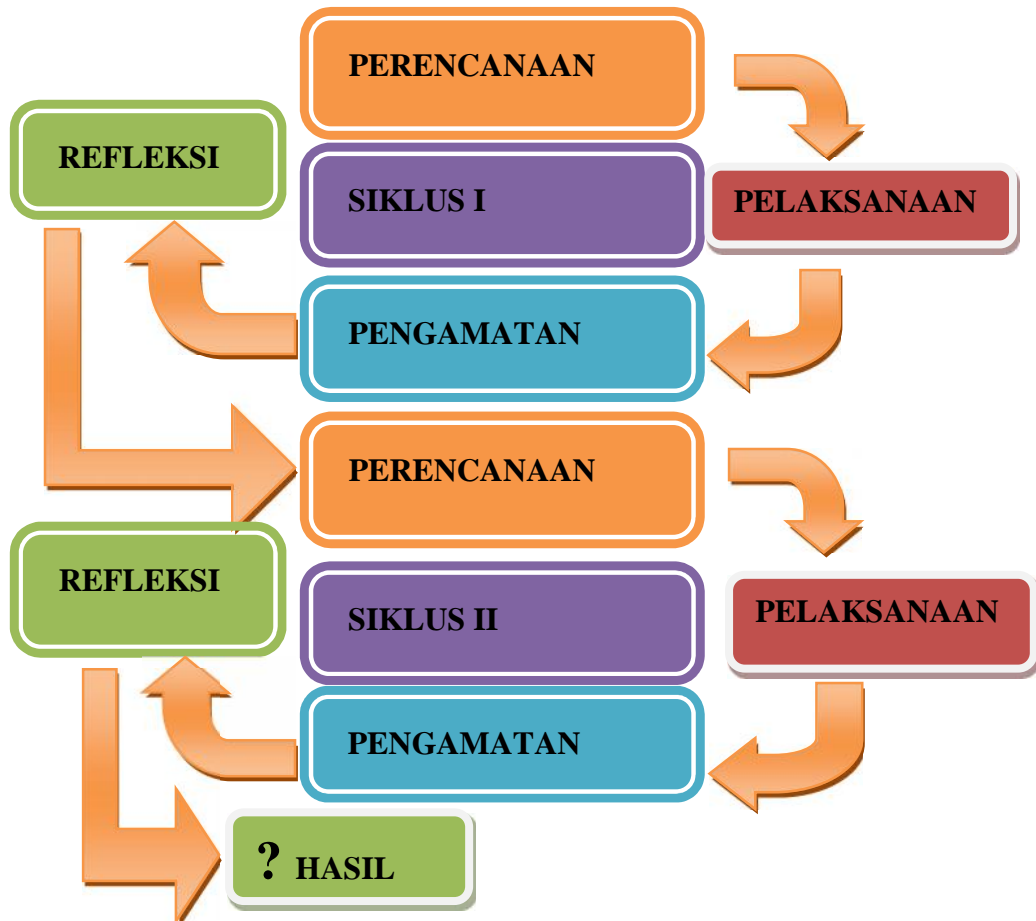 PERENCANAAN
REFLEKSI
SIKLUS I
PELAKSANAAN
PENGAMATAN
PERENCANAAN
REFLEKSI
SIKLUS II
PELAKSANAAN
PENGAMATAN
? HASIL